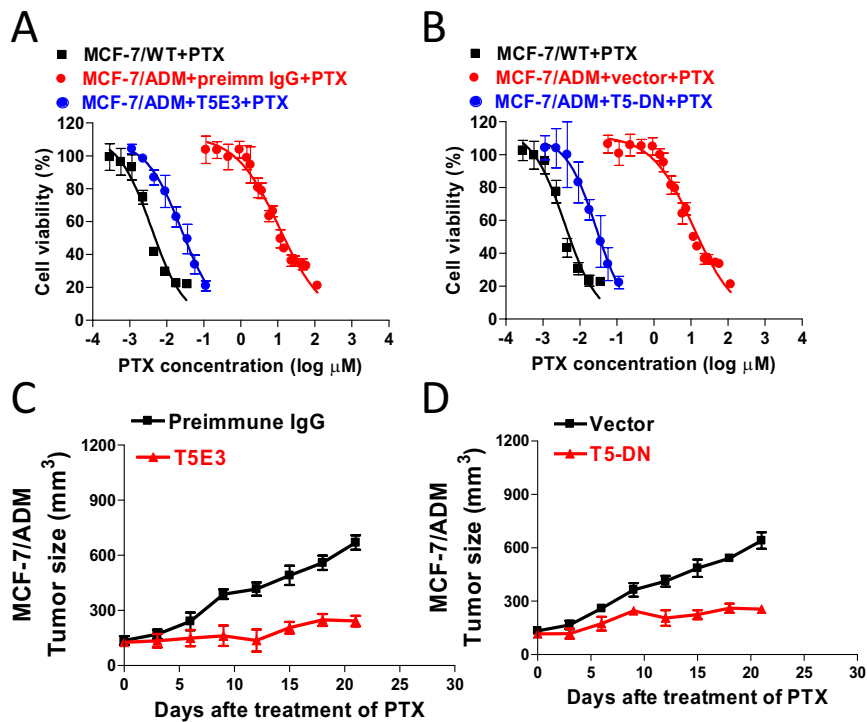 A
MCF-7/WT+PTX
MCF-7/ADM+preimm IgG+PTX
MCF-7/ADM+T5E3+PTX
Cell viability (%)
120
100
80
60
40
20
0
-4 -3 -2 -1 0 1 2 3 4
PTX concentration (log μM)
B
MCF-7/WT+PTX
MCF-7/ADM+vector+PTX
MCF-7/ADM+T5-DN+PTX
Cell viability (%)
120
100
80
60
40
20
0
-4 -3 -2 -1 0 1 2 3 4
PTX concentration (log μM)
C
Preimmune IgG
T5E3
MCF-7/ADM
Tumor size (mm³)
1200
900
600
300
0
0 5 10 15 20 25 30
Days afte treatment of PTX
D
Vector
T5-DN
MCF-7/ADM
Tumor size (mm³)
1200
900
600
300
0
0 5 10 15 20 25 30
Days afte treatment of PTX